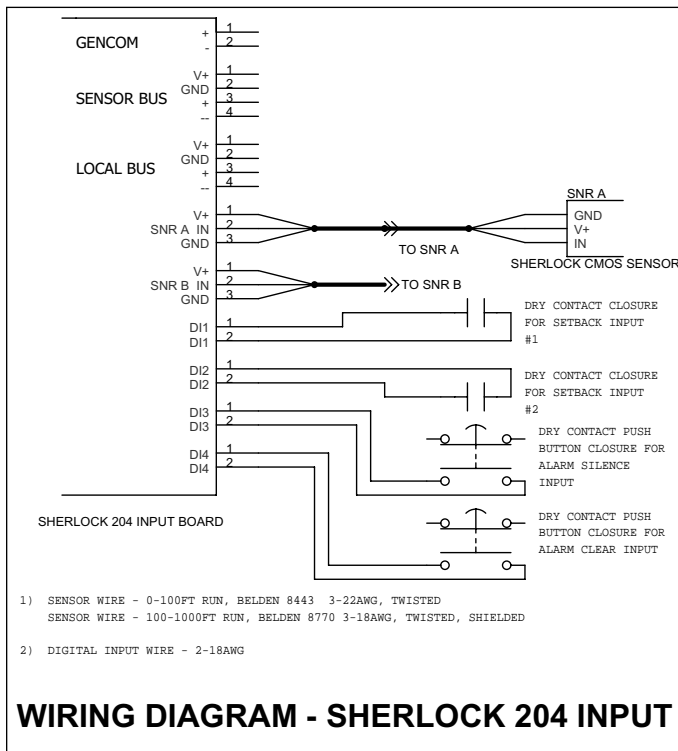 GENCOM
+ 1
- 2
SENSOR BUS
V+ 1
GND 2
+ 3
-- 4
LOCAL BUS
V+ 1
GND 2
+ 3
-- 4
V+ 1
SNR A IN 2
GND 3
TO SNR A
SNR A
GND
V+
IN
SHERLOCK CMOS SENSOR
V+ 1
SNR B IN 2
GND 3
TO SNR B
DI1 1
DI1 2
DRY CONTACT CLOSURE
FOR SETBACK INPUT
#1
DI2 1
DI2 2
DRY CONTACT CLOSURE
FOR SETBACK INPUT
#2
DI3 1
DI3 2
DRY CONTACT PUSH
BUTTON CLOSURE FOR
ALARM SILENCE
INPUT
DI4 1
DI4 2
DRY CONTACT PUSH
BUTTON CLOSURE FOR
ALARM CLEAR INPUT
SHERLOCK 204 INPUT BOARD
1) SENSOR WIRE - 0-100FT RUN, BELDEN 8443 3-22AWG, TWISTED
SENSOR WIRE - 100-1000FT RUN, BELDEN 8770 3-18AWG, TWISTED, SHIELDED
2) DIGITAL INPUT WIRE - 2-18AWG
WIRING DIAGRAM - SHERLOCK 204 INPUT